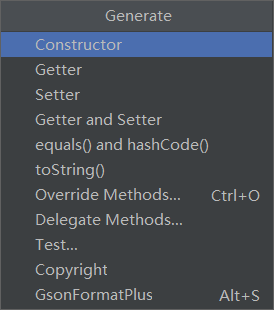 Generate
Constructor
Getter
Setter
Getter and Setter
equals() and hashCode()
toString()
Override Methods... Ctrl+O
Delegate Methods...
Test...
Copyright
GsonFormatPlus Alt+S